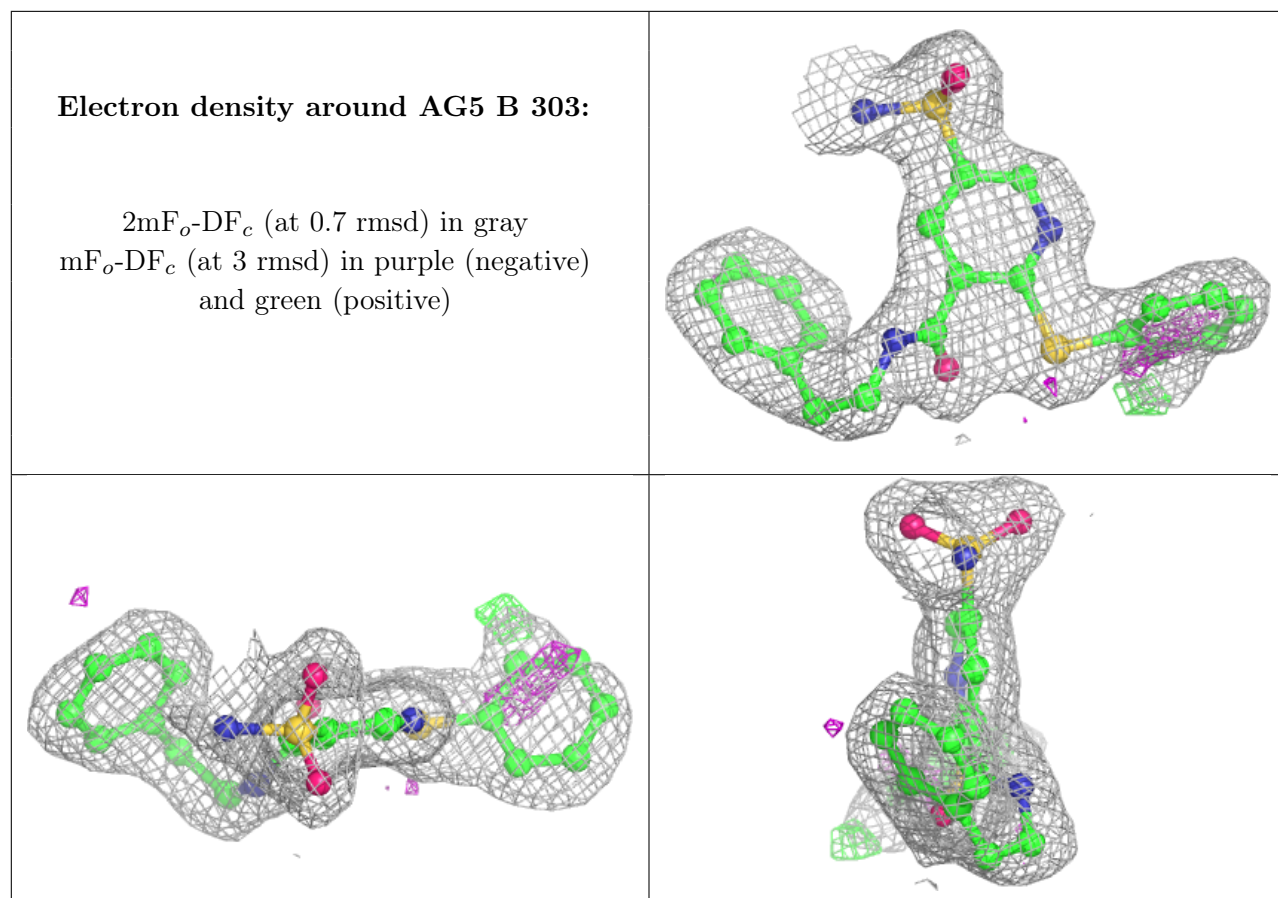 Electron density around AG5 B 303:
2mFₒ-DF𝒸 (at 0.7 rmsd) in gray
mFₒ-DF𝒸 (at 3 rmsd) in purple (negative)
and green (positive)